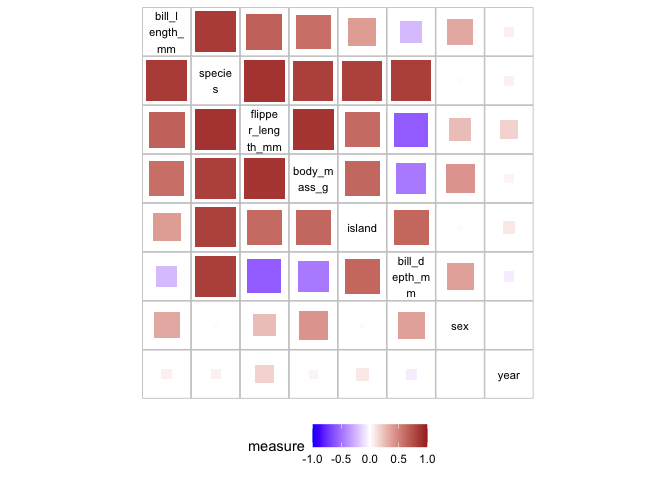 bill_l
ength_
mm
specie
s
flippe
r_leng
th_mm
body_m
ass_g
island
bill_d
epth_m
m
sex
year
measure
-1.0 -0.5 0.0 0.5 1.0